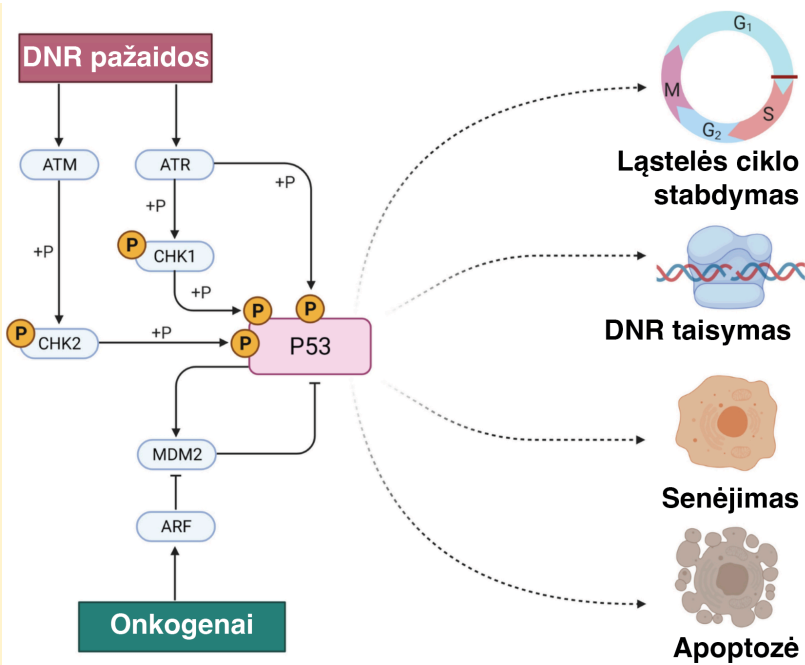 DNR pažaidos
ATM
ATR
+P
+P
+P
P
CHK1
+P
P
CHK2
+P
P
P
P
P53
MDM2
ARF
Onkogenai
G1
M
S
G2
Ląstelės ciklo
stabdymas
DNR taisymas
Senėjimas
Apoptozė